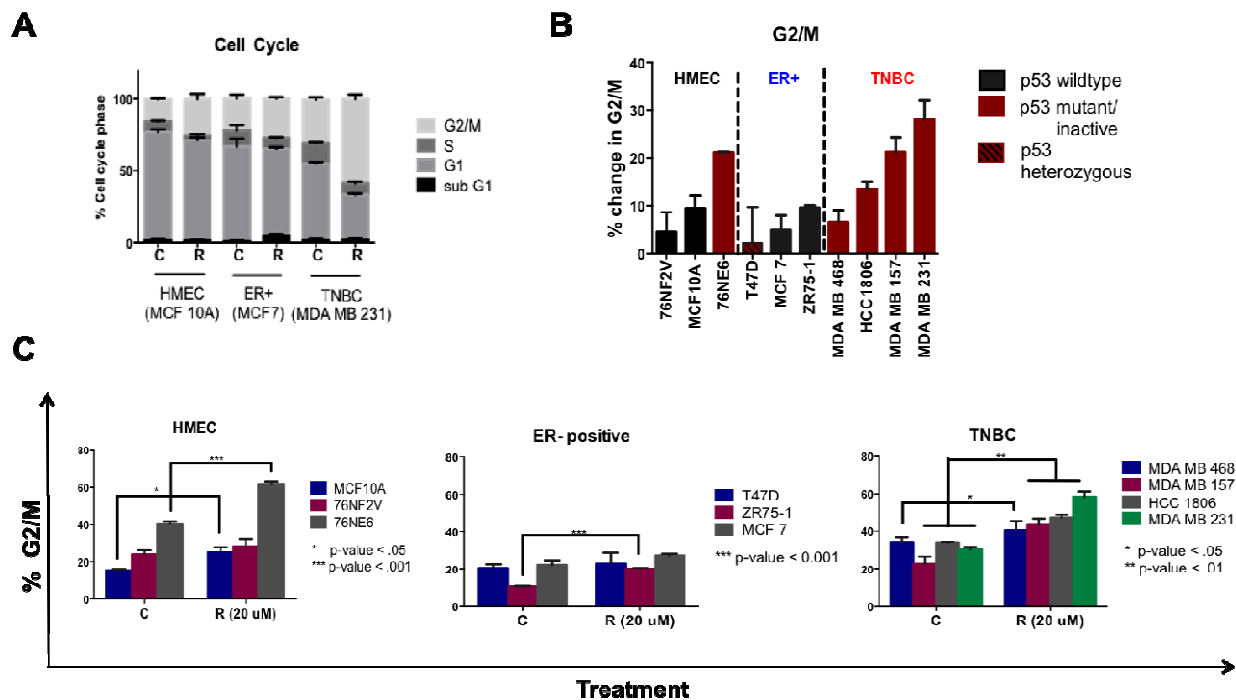 A
Cell Cycle
% Cell cycle phase
100
50
0
C R C R C R
HMEC
(MCF 10A)
ER+
(MCF7)
TNBC
(MDA MB 231)
G2/M
S
G1
sub G1
B
G2/M
% change in G2/M
40
30
20
10
0
HMEC
ER+
TNBC
76NF2V
MCF10A
76NE6
T47D
MCF 7
ZR75-1
MDA MB 468
HCC1806
MDA MB 157
MDA MB 231
p53 wildtype
p53 mutant/
inactive
p53
heterozygous
C
% G2/M
HMEC
80
60
40
20
0
*
***
C
R (20 uM)
MCF10A
76NF2V
76NE6
* p-value < .05
*** p-value < .001
ER- positive
80
60
40
20
0
***
C
R (20 uM)
T47D
ZR75-1
MCF 7
*** p-value < 0.001
TNBC
80
60
40
20
0
**
*
C
R (20 uM)
MDA MB 468
MDA MB 157
HCC 1806
MDA MB 231
* p-value < .05
** p-value < .01
Treatment